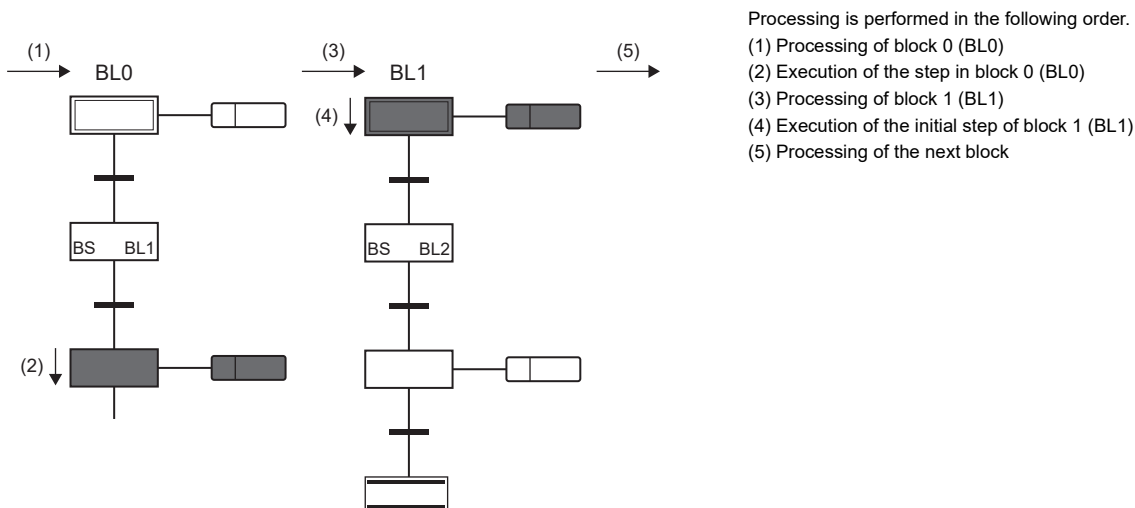 Processing is performed in the following order.
(1) Processing of block 0 (BL0)
(2) Execution of the step in block 0 (BL0)
(3) Processing of block 1 (BL1)
(4) Execution of the initial step of block 1 (BL1)
(5) Processing of the next block
(1)
(3)
(5)
BL0
BL1
(4)
BS BL1
BS BL2
(2)